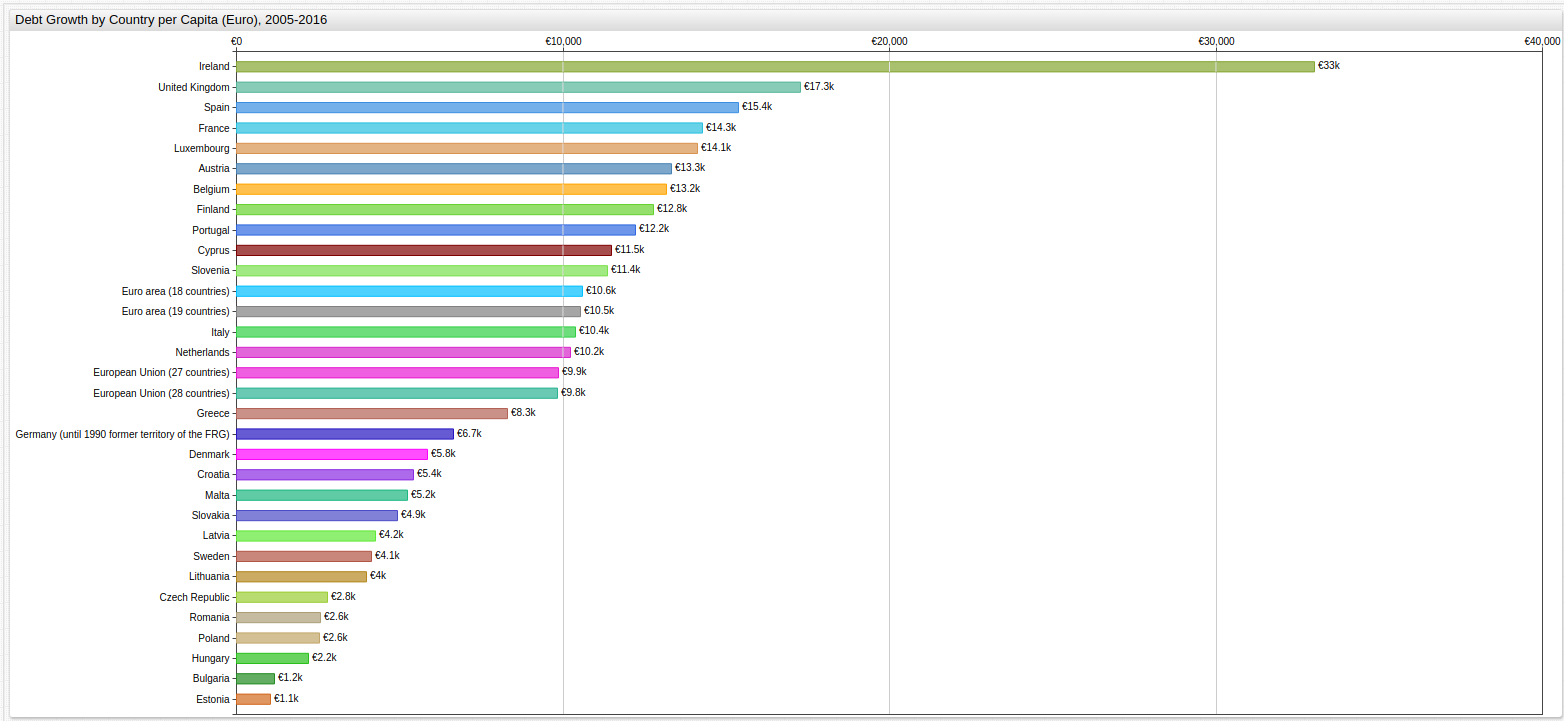 Debt Growth by Country per Capita (Euro), 2005-2016
€0 €10,000 €20,000 €30,000 €40,000
Ireland €33k
United Kingdom €17.3k
Spain €15.4k
France €14.3k
Luxembourg €14.1k
Austria €13.3k
Belgium €13.2k
Finland €12.8k
Portugal €12.2k
Cyprus €11.5k
Slovenia €11.4k
Euro area (18 countries) €10.6k
Euro area (19 countries) €10.5k
Italy €10.4k
Netherlands €10.2k
European Union (27 countries) €9.9k
European Union (28 countries) €9.8k
Greece €8.3k
Germany (until 1990 former territory of the FRG) €6.7k
Denmark €5.8k
Croatia €5.4k
Malta €5.2k
Slovakia €4.9k
Latvia €4.2k
Sweden €4.1k
Lithuania €4k
Czech Republic €2.8k
Romania €2.6k
Poland €2.6k
Hungary €2.2k
Bulgaria €1.2k
Estonia €1.1k